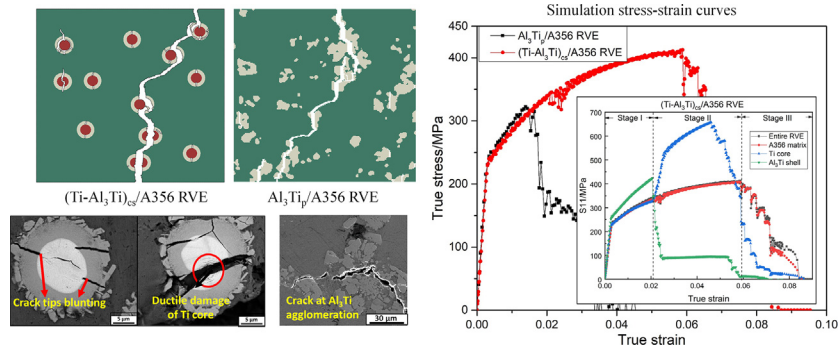 (Ti-Al3Ti)cs/A356 RVE
Al3Tip/A356 RVE
Crack tips blunting
5 μm
Ductile damage
of Ti core
5 μm
Crack at Al3Ti
agglomeration
30 μm
Simulation stress-strain curves
Al3Tip/A356 RVE
(Ti-Al3Ti)cs/A356 RVE
True stress/MPa
450
400
350
300
250
200
150
100
50
0
0.00
0.02
0.04
0.06
0.08
0.10
True strain
(Ti-Al3Ti)cs/A356 RVE
Stage I
Stage II
Stage III
Entire RVE
A356 matrix
Ti core
Al3Ti shell
S11/MPa
700
600
500
400
300
200
100
0
0.00
0.02
0.04
0.06
0.08
True strain